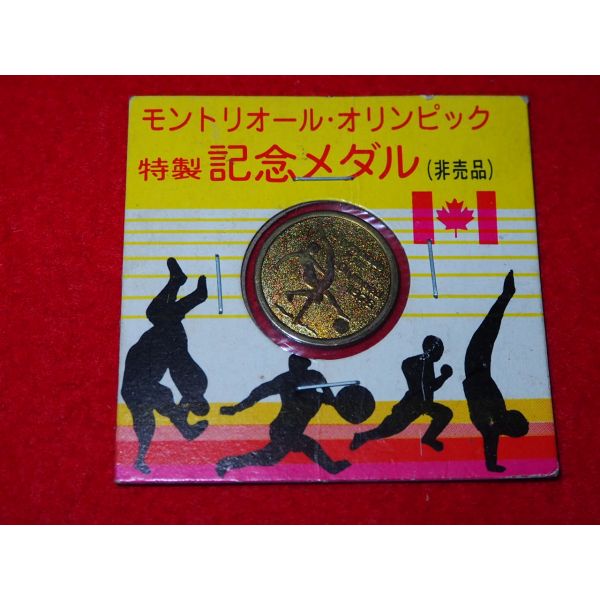 モントリオール・オリンピック
特製 記念メダル(非売品)